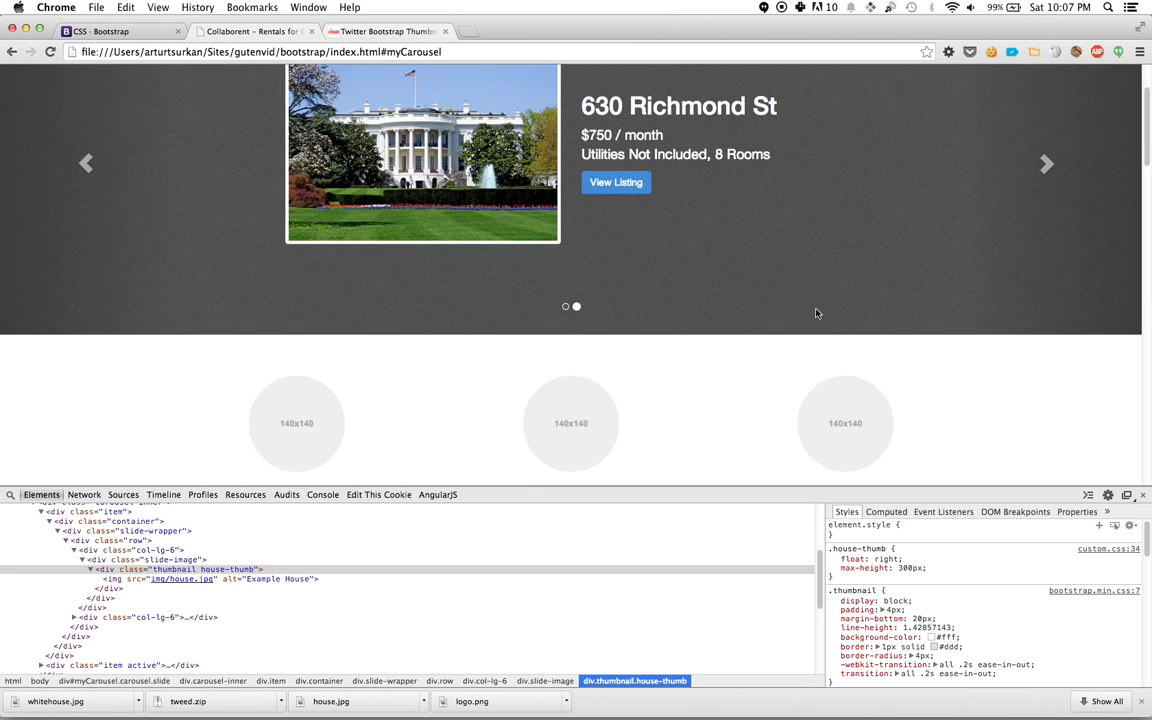 Chrome File Edit View History Bookmarks Window Help 10 99% Sat 10:07 PM
CSS · Bootstrap Collaborent – Rentals for Twitter Bootstrap Thumbn
file:///Users/arturtsurkan/Sites/gutenvid/bootstrap/index.html#myCarousel
630 Richmond St
$750 / month
Utilities Not Included, 8 Rooms
View Listing
140x140 140x140 140x140
Elements Network Sources Timeline Profiles Resources Audits Console Edit This Cookie AngularJS
<div class="item">
<div class="container">
<div class="slide-wrapper">
<div class="row">
<div class="col-lg-6">
<div class="slide-image">
<div class="thumbnail house-thumb">
<img src="img/house.jpg" alt="Example House">
</div>
</div>
</div>
<div class="col-lg-6">…</div>
</div>
</div>
</div>
</div>
<div class="item active">…</div>
html body div#myCarousel.carousel.slide div.carousel-inner div.item div.container div.slide-wrapper div.row div.col-lg-6 div.slide-image div.thumbnail.house-thumb
Styles Computed Event Listeners DOM Breakpoints Properties »
element.style {
}
.house-thumb { custom.css:34
float: right;
max-height: 300px;
}
.thumbnail { bootstrap.min.css:7
display: block;
padding: 4px;
margin-bottom: 20px;
line-height: 1.42857143;
background-color: #fff;
border: 1px solid #ddd;
border-radius: 4px;
-webkit-transition: all .2s ease-in-out;
transition: all .2s ease-in-out;
}
whitehouse.jpg tweed.zip house.jpg logo.png Show All